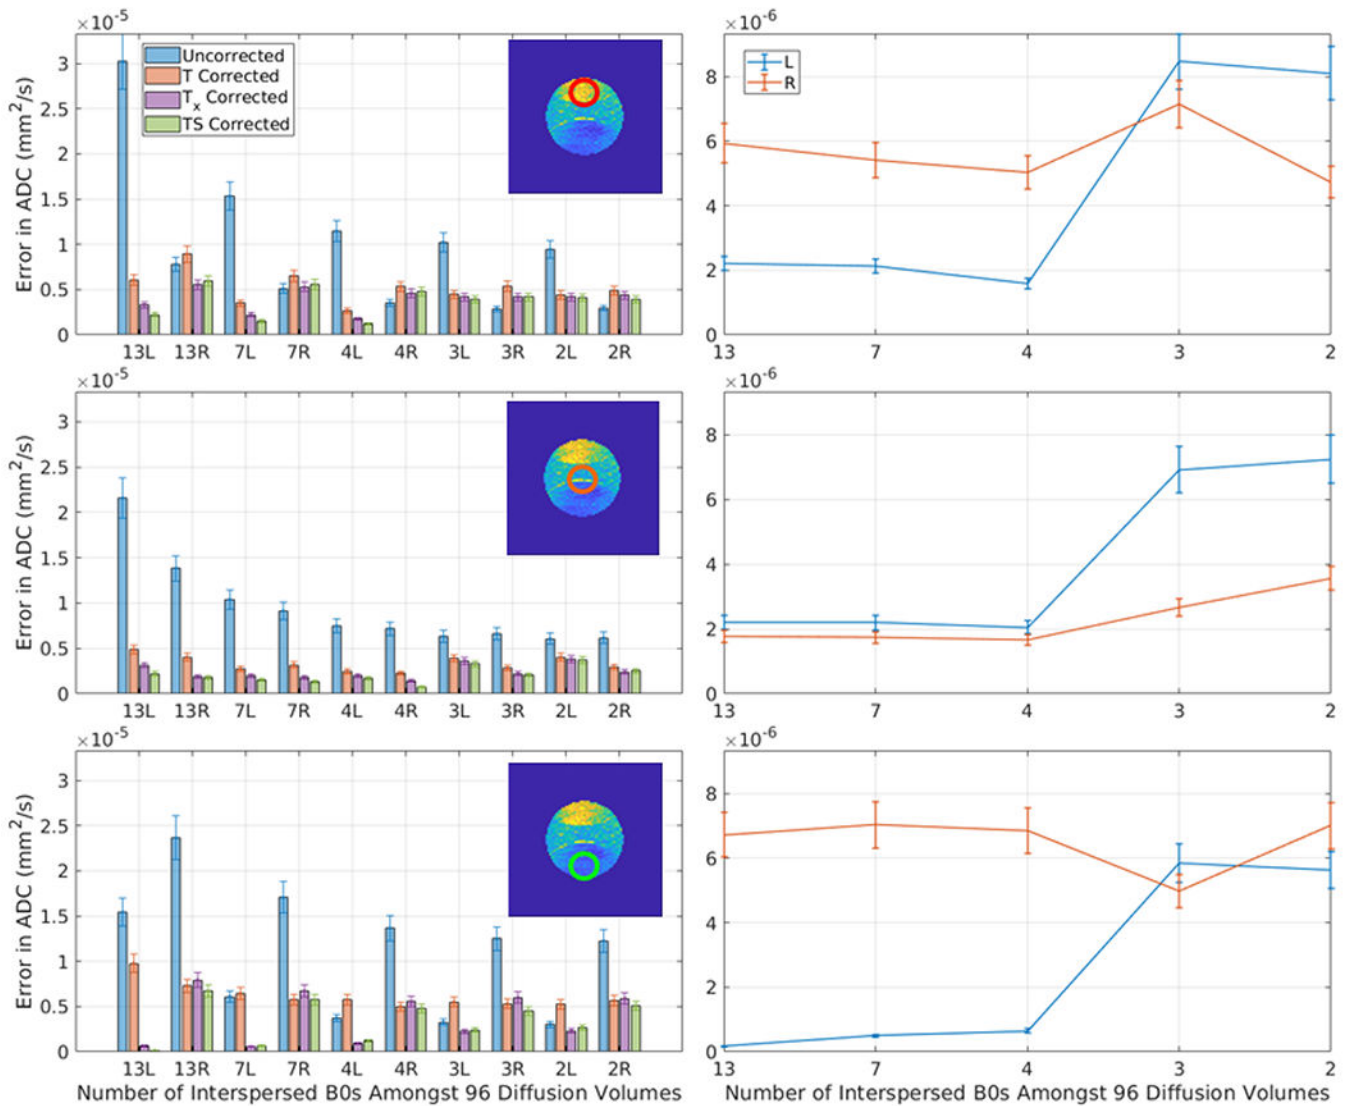 ×10⁻⁵
Error in ADC (mm²/s)
3
2.5
2
1.5
1
0.5
0
Uncorrected
T Corrected
Tₓ Corrected
TS Corrected
13L 13R 7L 7R 4L 4R 3L 3R 2L 2R
×10⁻⁶
8
6
4
2
0
L
R
13 7 4 3 2
×10⁻⁵
Error in ADC (mm²/s)
3
2.5
2
1.5
1
0.5
0
13L 13R 7L 7R 4L 4R 3L 3R 2L 2R
×10⁻⁶
8
6
4
2
0
13 7 4 3 2
×10⁻⁵
Error in ADC (mm²/s)
3
2.5
2
1.5
1
0.5
0
13L 13R 7L 7R 4L 4R 3L 3R 2L 2R
Number of Interspersed B0s Amongst 96 Diffusion Volumes
×10⁻⁶
8
6
4
2
0
13 7 4 3 2
Number of Interspersed B0s Amongst 96 Diffusion Volumes